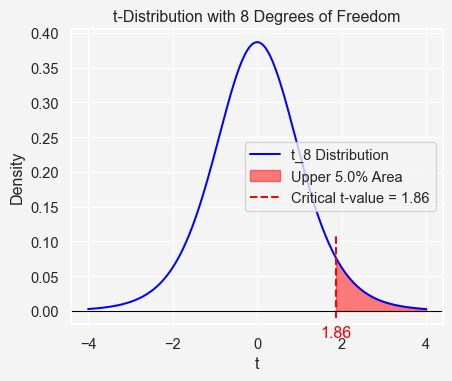 t-Distribution with 8 Degrees of Freedom
0.40
0.35
0.30
0.25
0.20
0.15
0.10
0.05
0.00
Density
t_8 Distribution
Upper 5.0% Area
Critical t-value = 1.86
1.86
−4
−2
0
2
4
t